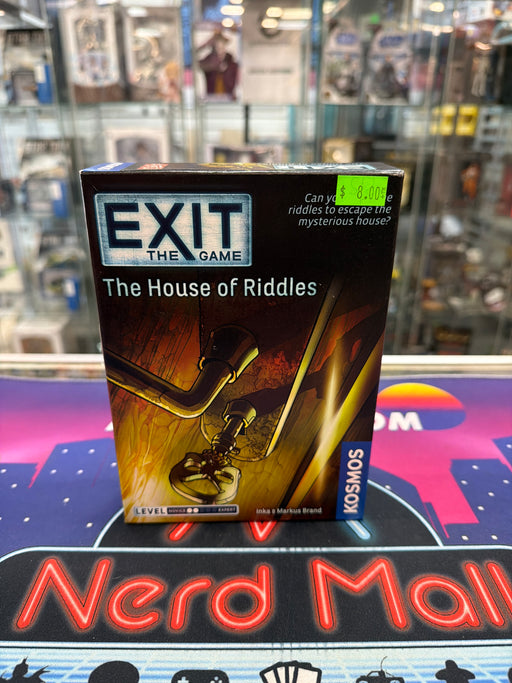 $ 8.00
Can yo e
riddles to escape the
mysterious house?
EXIT
THE GAME
The House of Riddles
KOSMOS
LEVEL NOVICE EXPERT
Inka & Markus Brand
OM
Nerd Mall